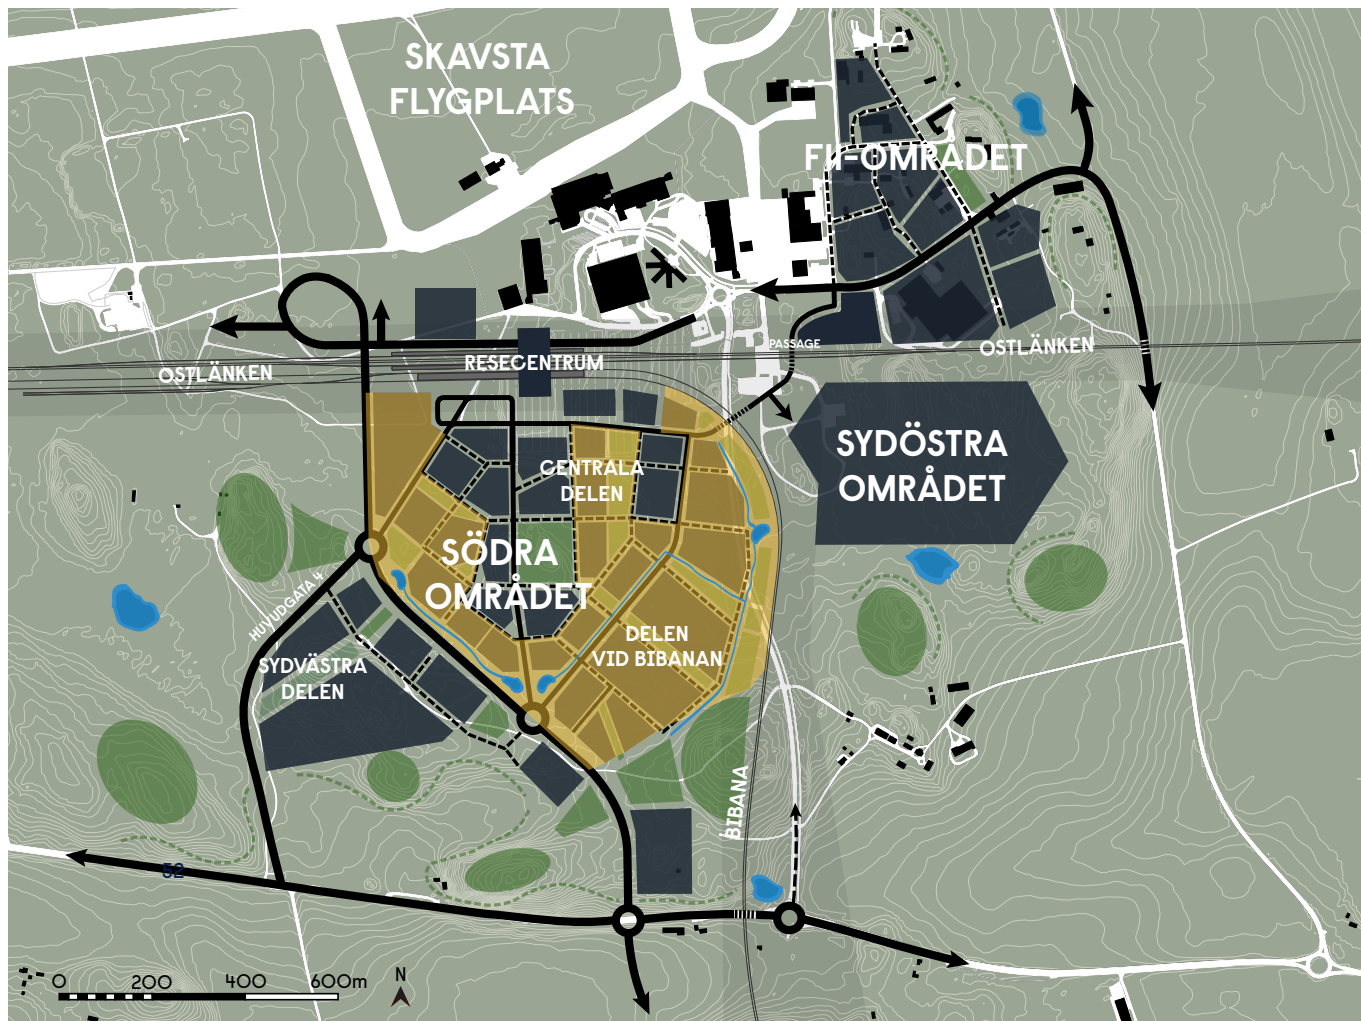 SKAVSTA
FLYGPLATS
FII-OMRÅDET
PASSAGE
OSTLÄNKEN
RESECENTRUM
OSTLÄNKEN
SYDÖSTRA
OMRÅDET
CENTRALA
DELEN
SÖDRA
OMRÅDET
HUVUDGATA 4
DELEN
VID BIBANAN
SYDVÄSTRA
DELEN
BIBANA
52
0 200 400 600m
N